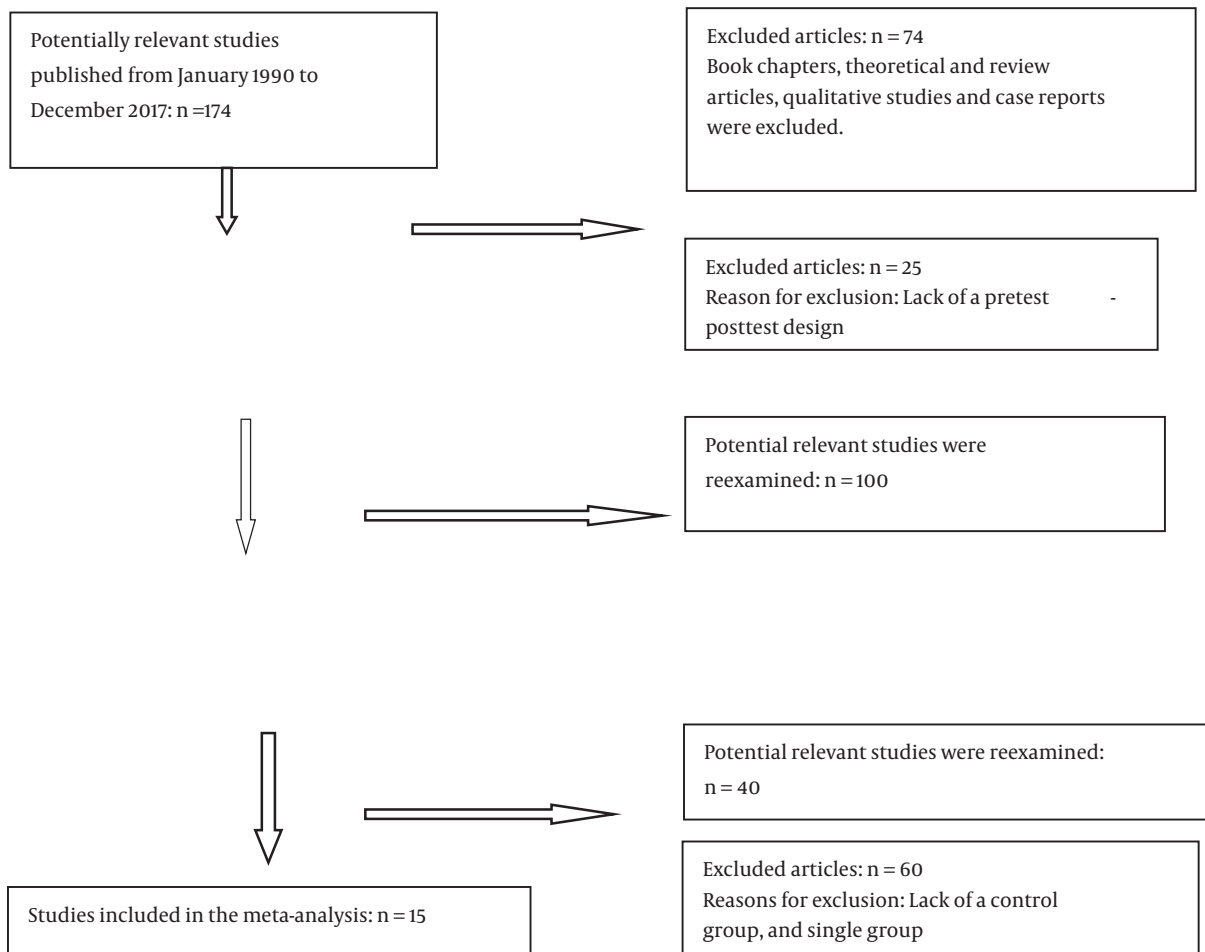 Potentially relevant studies
published from January 1990 to
December 2017: n =174
Excluded articles: n = 74
Book chapters, theoretical and review
articles, qualitative studies and case reports
were excluded.
Excluded articles: n = 25
Reason for exclusion: Lack of a pretest -
posttest design
Potential relevant studies were
reexamined: n = 100
Potential relevant studies were reexamined:
n = 40
Excluded articles: n = 60
Reasons for exclusion: Lack of a control
group, and single group
Studies included in the meta-analysis: n = 15